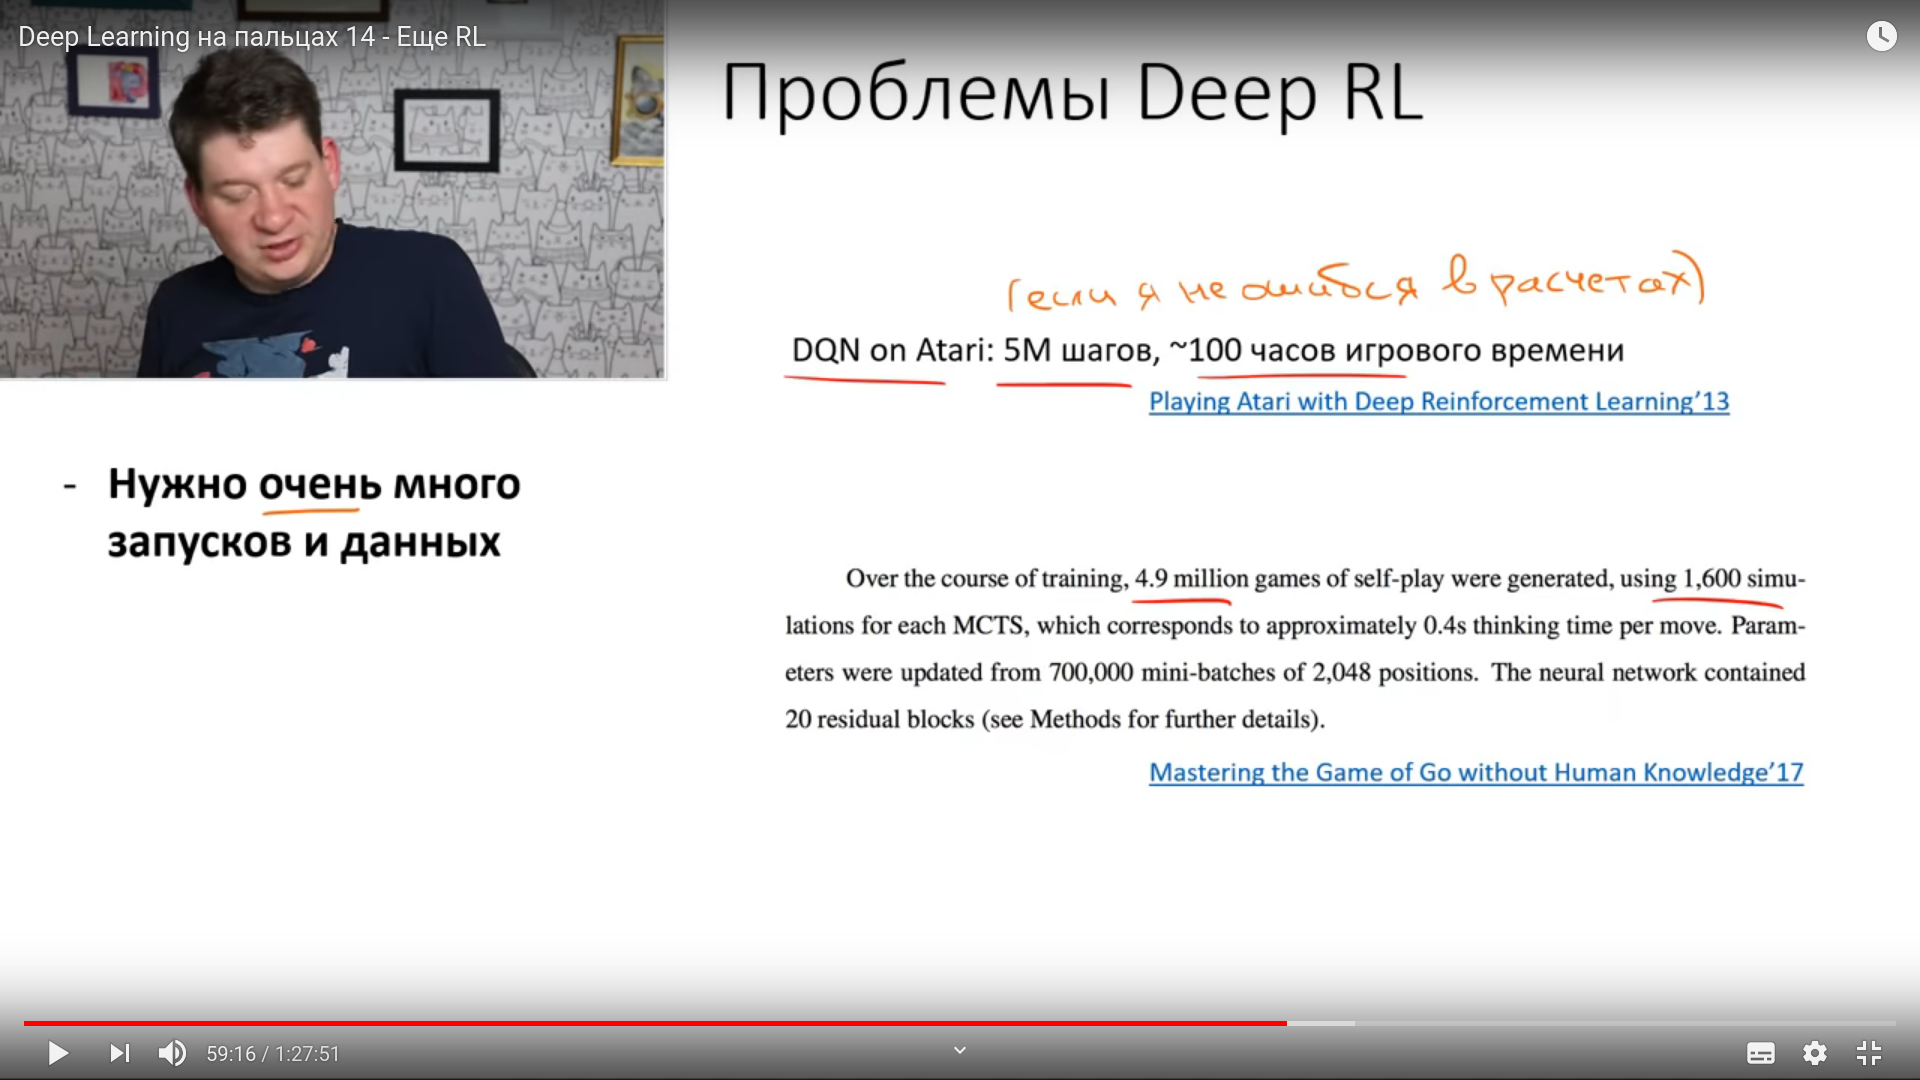 Deep Learning на пальцах 14 - Еще RL
Проблемы Deep RL
(если я не ошибся в расчетах)
DQN on Atari: 5M шагов, ~100 часов игрового времени
Playing Atari with Deep Reinforcement Learning’13
- Нужно очень много
запусков и данных
Over the course of training, 4.9 million games of self-play were generated, using 1,600 simu-
lations for each MCTS, which corresponds to approximately 0.4s thinking time per move. Param-
eters were updated from 700,000 mini-batches of 2,048 positions. The neural network contained
20 residual blocks (see Methods for further details).
Mastering the Game of Go without Human Knowledge’17
59:16 / 1:27:51